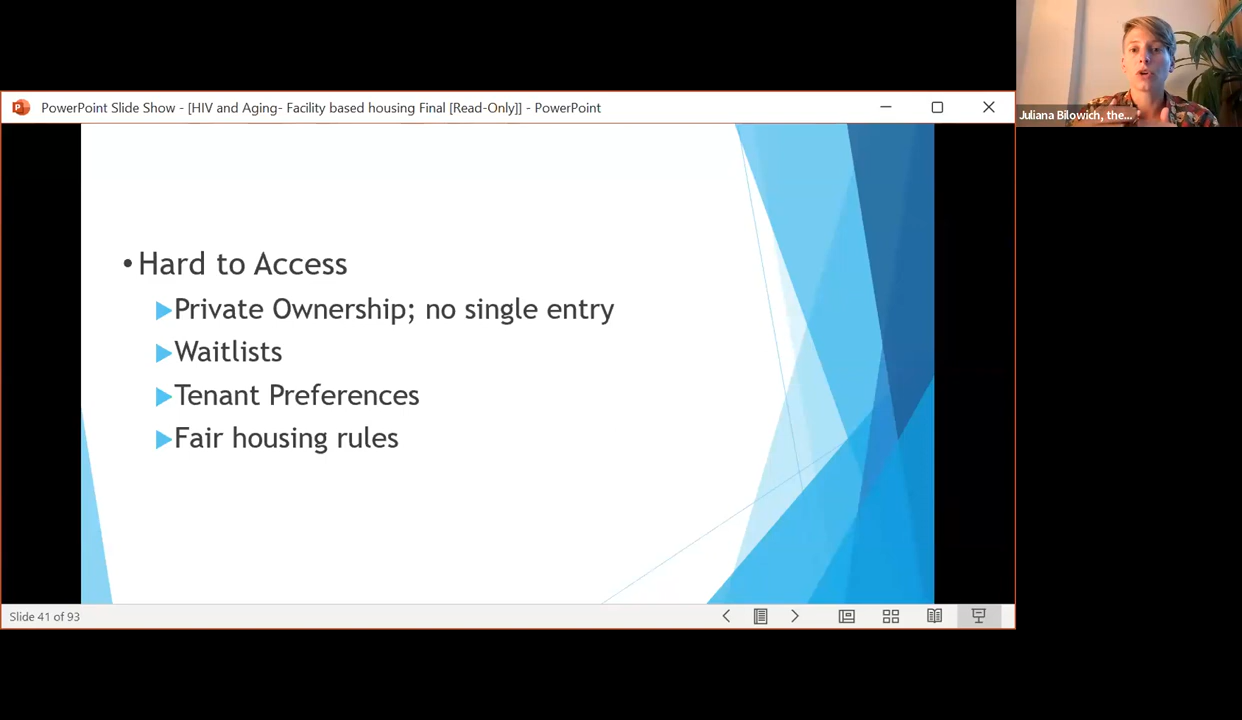 PowerPoint Slide Show - [HIV and Aging- Facility based housing Final [Read-Only]] - PowerPoint
Juliana Bilowich, the...
•Hard to Access
Private Ownership; no single entry
Waitlists
Tenant Preferences
Fair housing rules
Slide 41 of 93